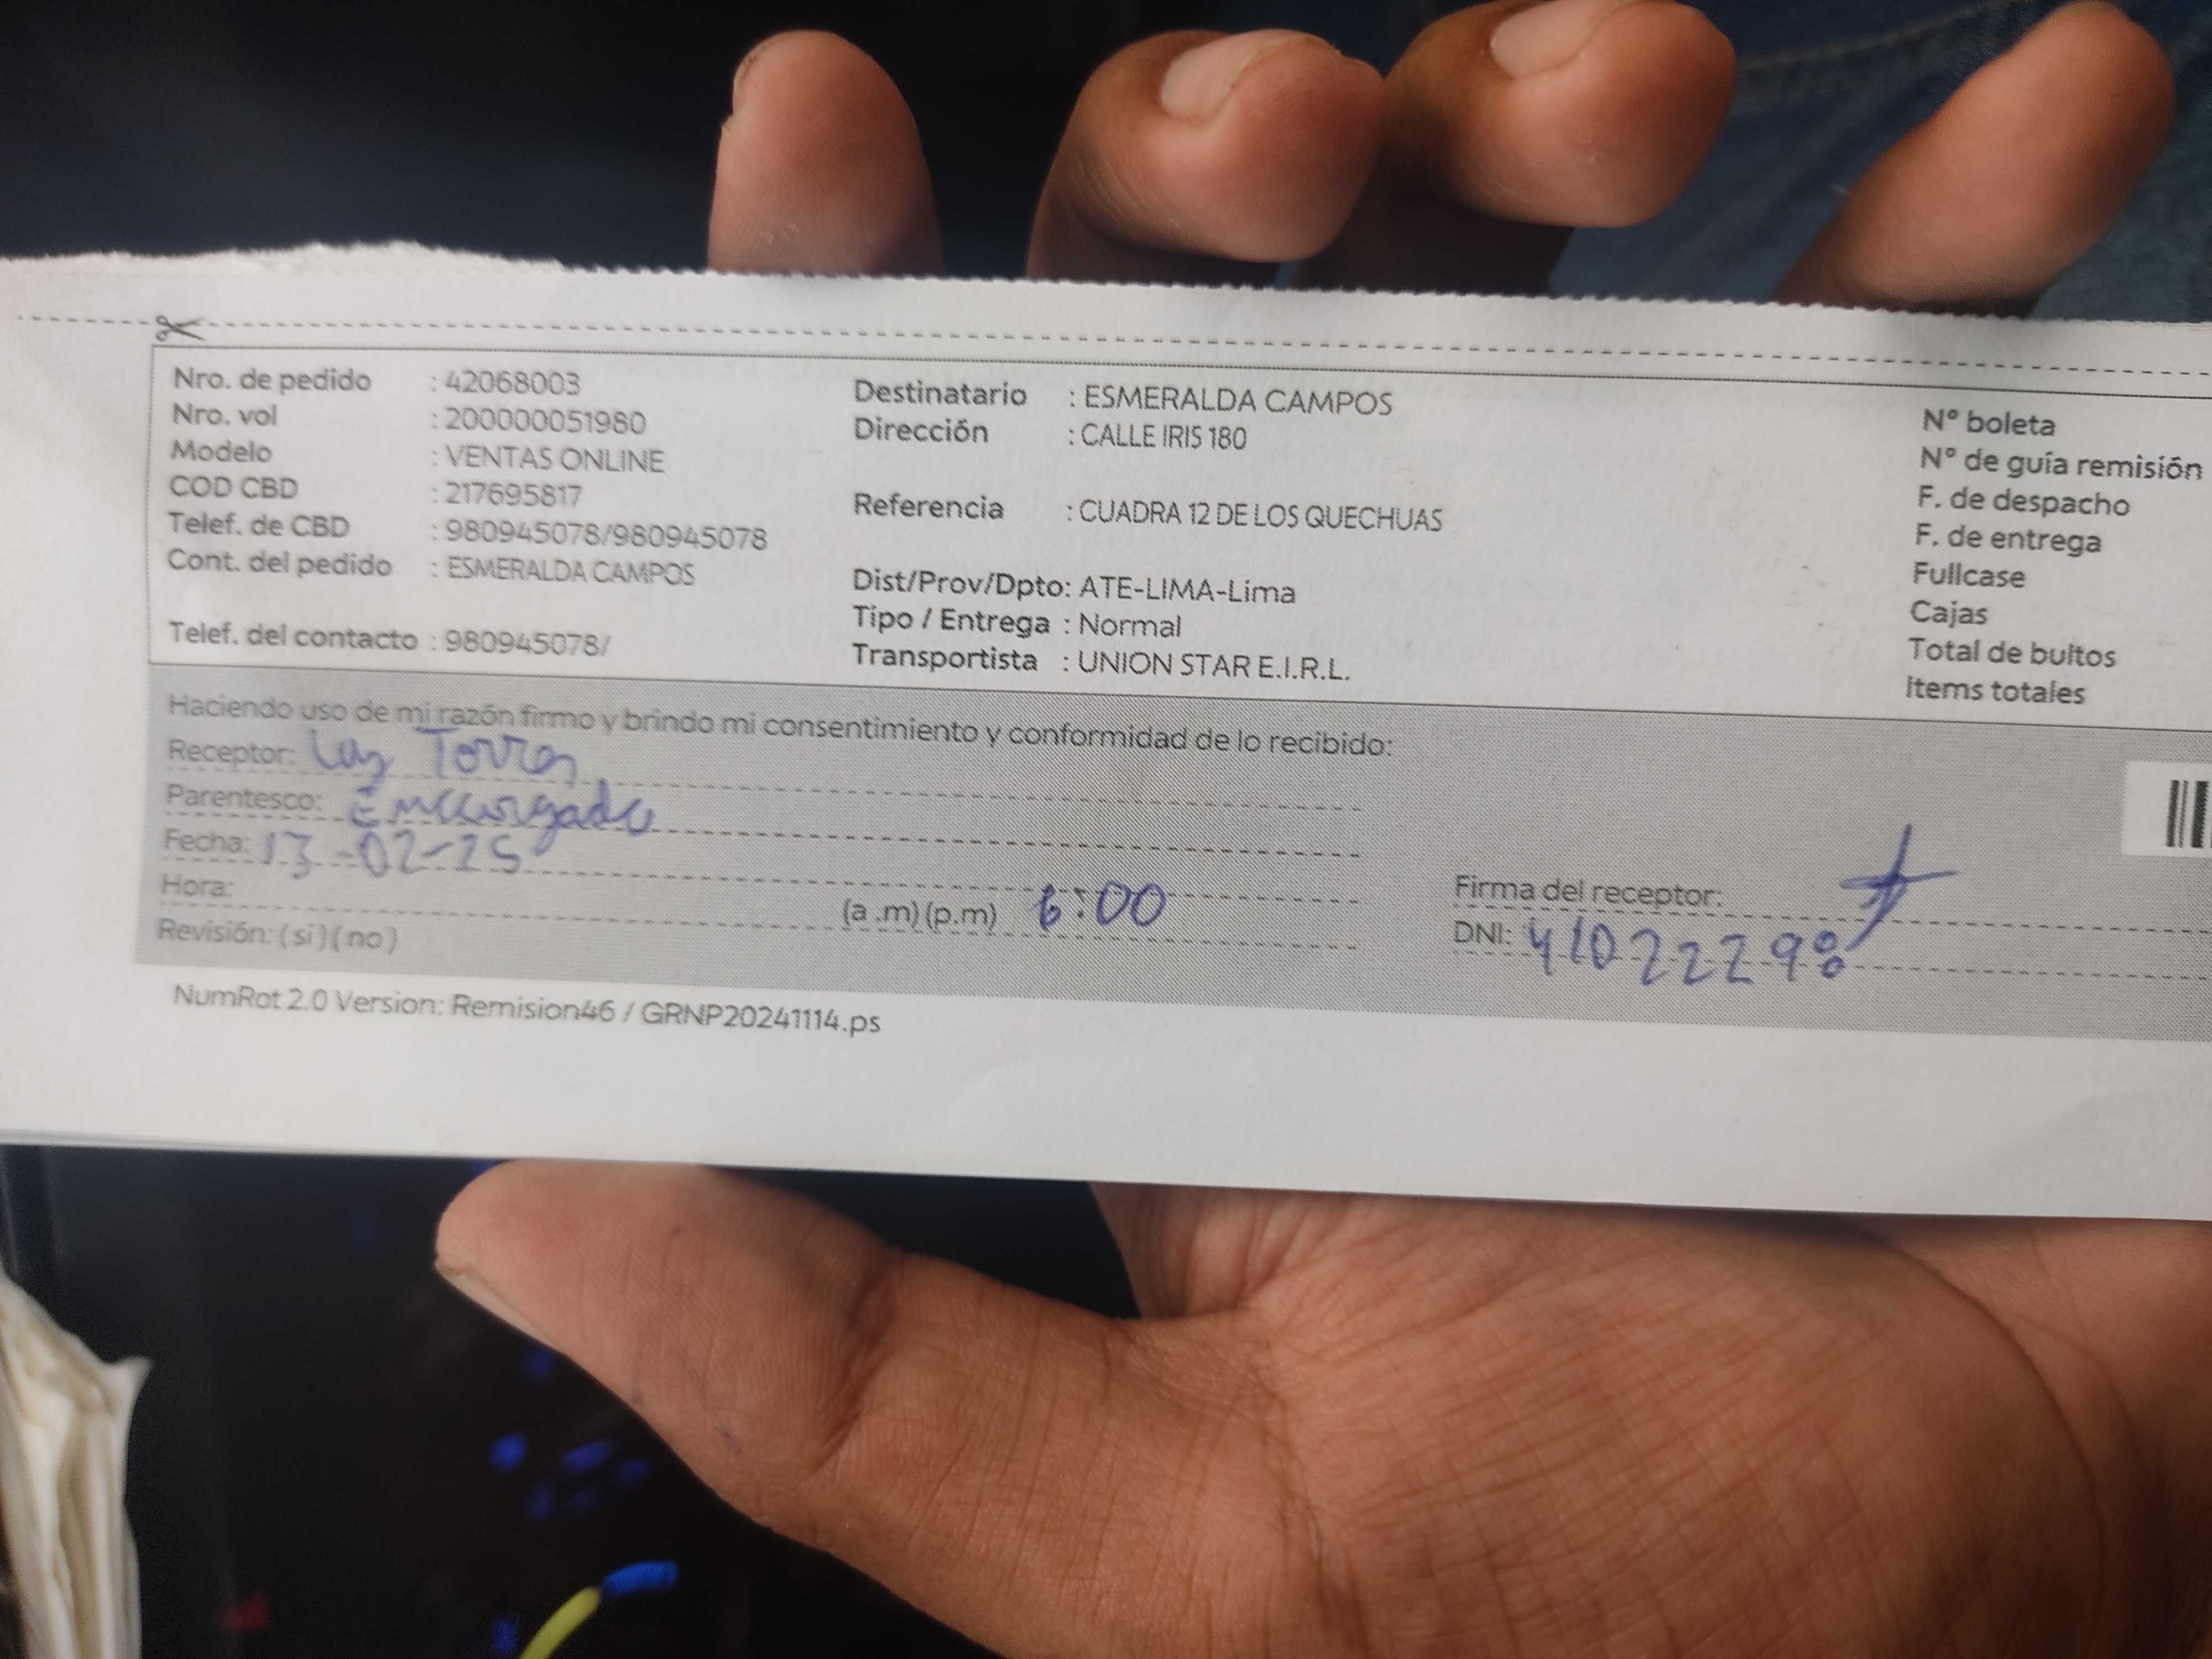 Nro. de pedido : 42068003
Nro. vol : 200000051980
Modelo : VENTAS ONLINE
COD CBD : 217695817
Telef. de CBD : 980945078/980945078
Cont. del pedido : ESMERALDA CAMPOS
Telef. del contacto : 980945078/
Destinatario : ESMERALDA CAMPOS
Dirección : CALLE IRIS 180
Referencia : CUADRA 12 DE LOS QUECHUAS
Dist/Prov/Dpto: ATE-LIMA-Lima
Tipo / Entrega : Normal
Transportista : UNION STAR E.I.R.L.
N° boleta
N° de guía remisión
F. de despacho
F. de entrega
Fullcase
Cajas
Total de bultos
Items totales
Haciendo uso de mi razón firmo y brindo mi consentimiento y conformidad de lo recibido:
Receptor: Luz Torres
Parentesco: Encargado
Fecha: 13-02-25
Hora: (a .m) (p.m) 6:00
Revisión: (si) (no)
Firma del receptor:
DNI: 41022298
NumRot 2.0 Version: Remision46 / GRNP20241114.ps